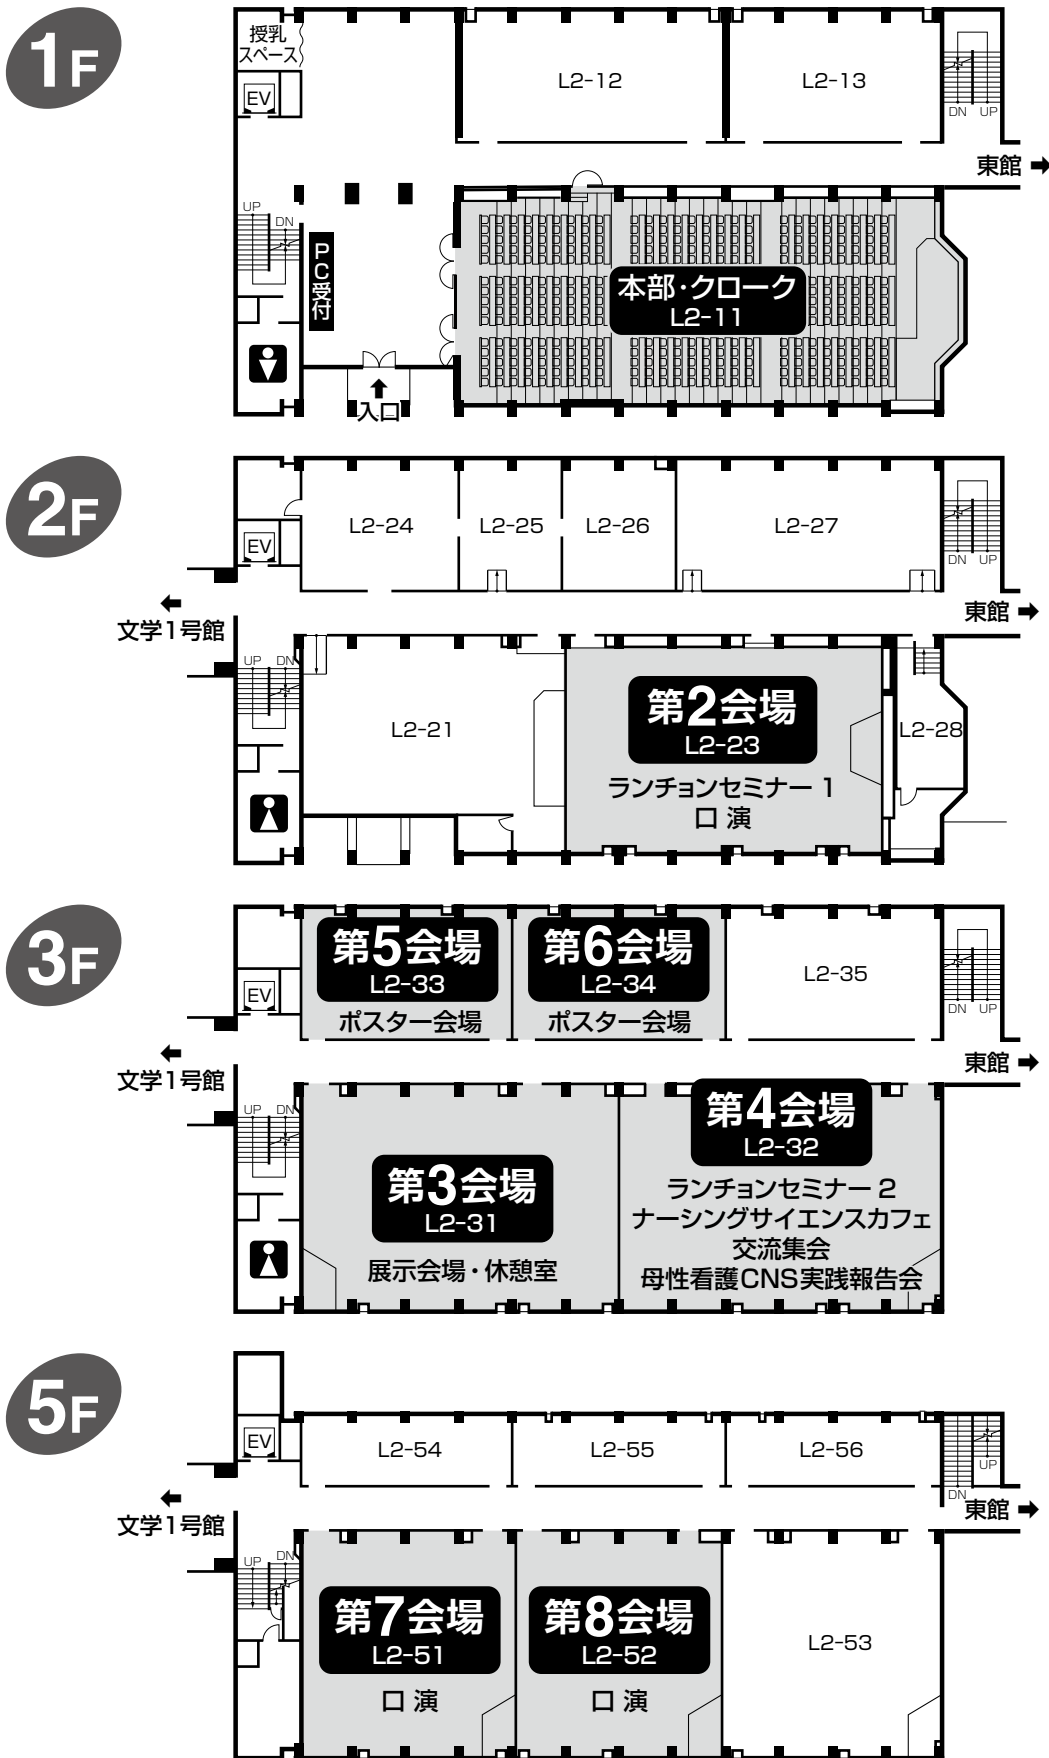 1F
授乳
スペース
EV
L2-12
L2-13
DN UP
東館
UP
DN
PC受付
本部・クローク
L2-11
入口
2F
L2-24
L2-25
L2-26
L2-27
EV
DN UP
文学1号館
東館
UP DN
L2-21
第2会場
L2-23
ランチョンセミナー 1
口 演
L2-28
3F
第5会場
L2-33
ポスター会場
第6会場
L2-34
ポスター会場
L2-35
EV
DN UP
文学1号館
東館
UP DN
第3会場
L2-31
展示会場・休憩室
第4会場
L2-32
ランチョンセミナー 2
ナーシングサイエンスカフェ
交流集会
母性看護CNS実践報告会
5F
EV
L2-54
L2-55
L2-56
UP
DN
文学1号館
東館
UP DN
第7会場
L2-51
口 演
第8会場
L2-52
口 演
L2-53